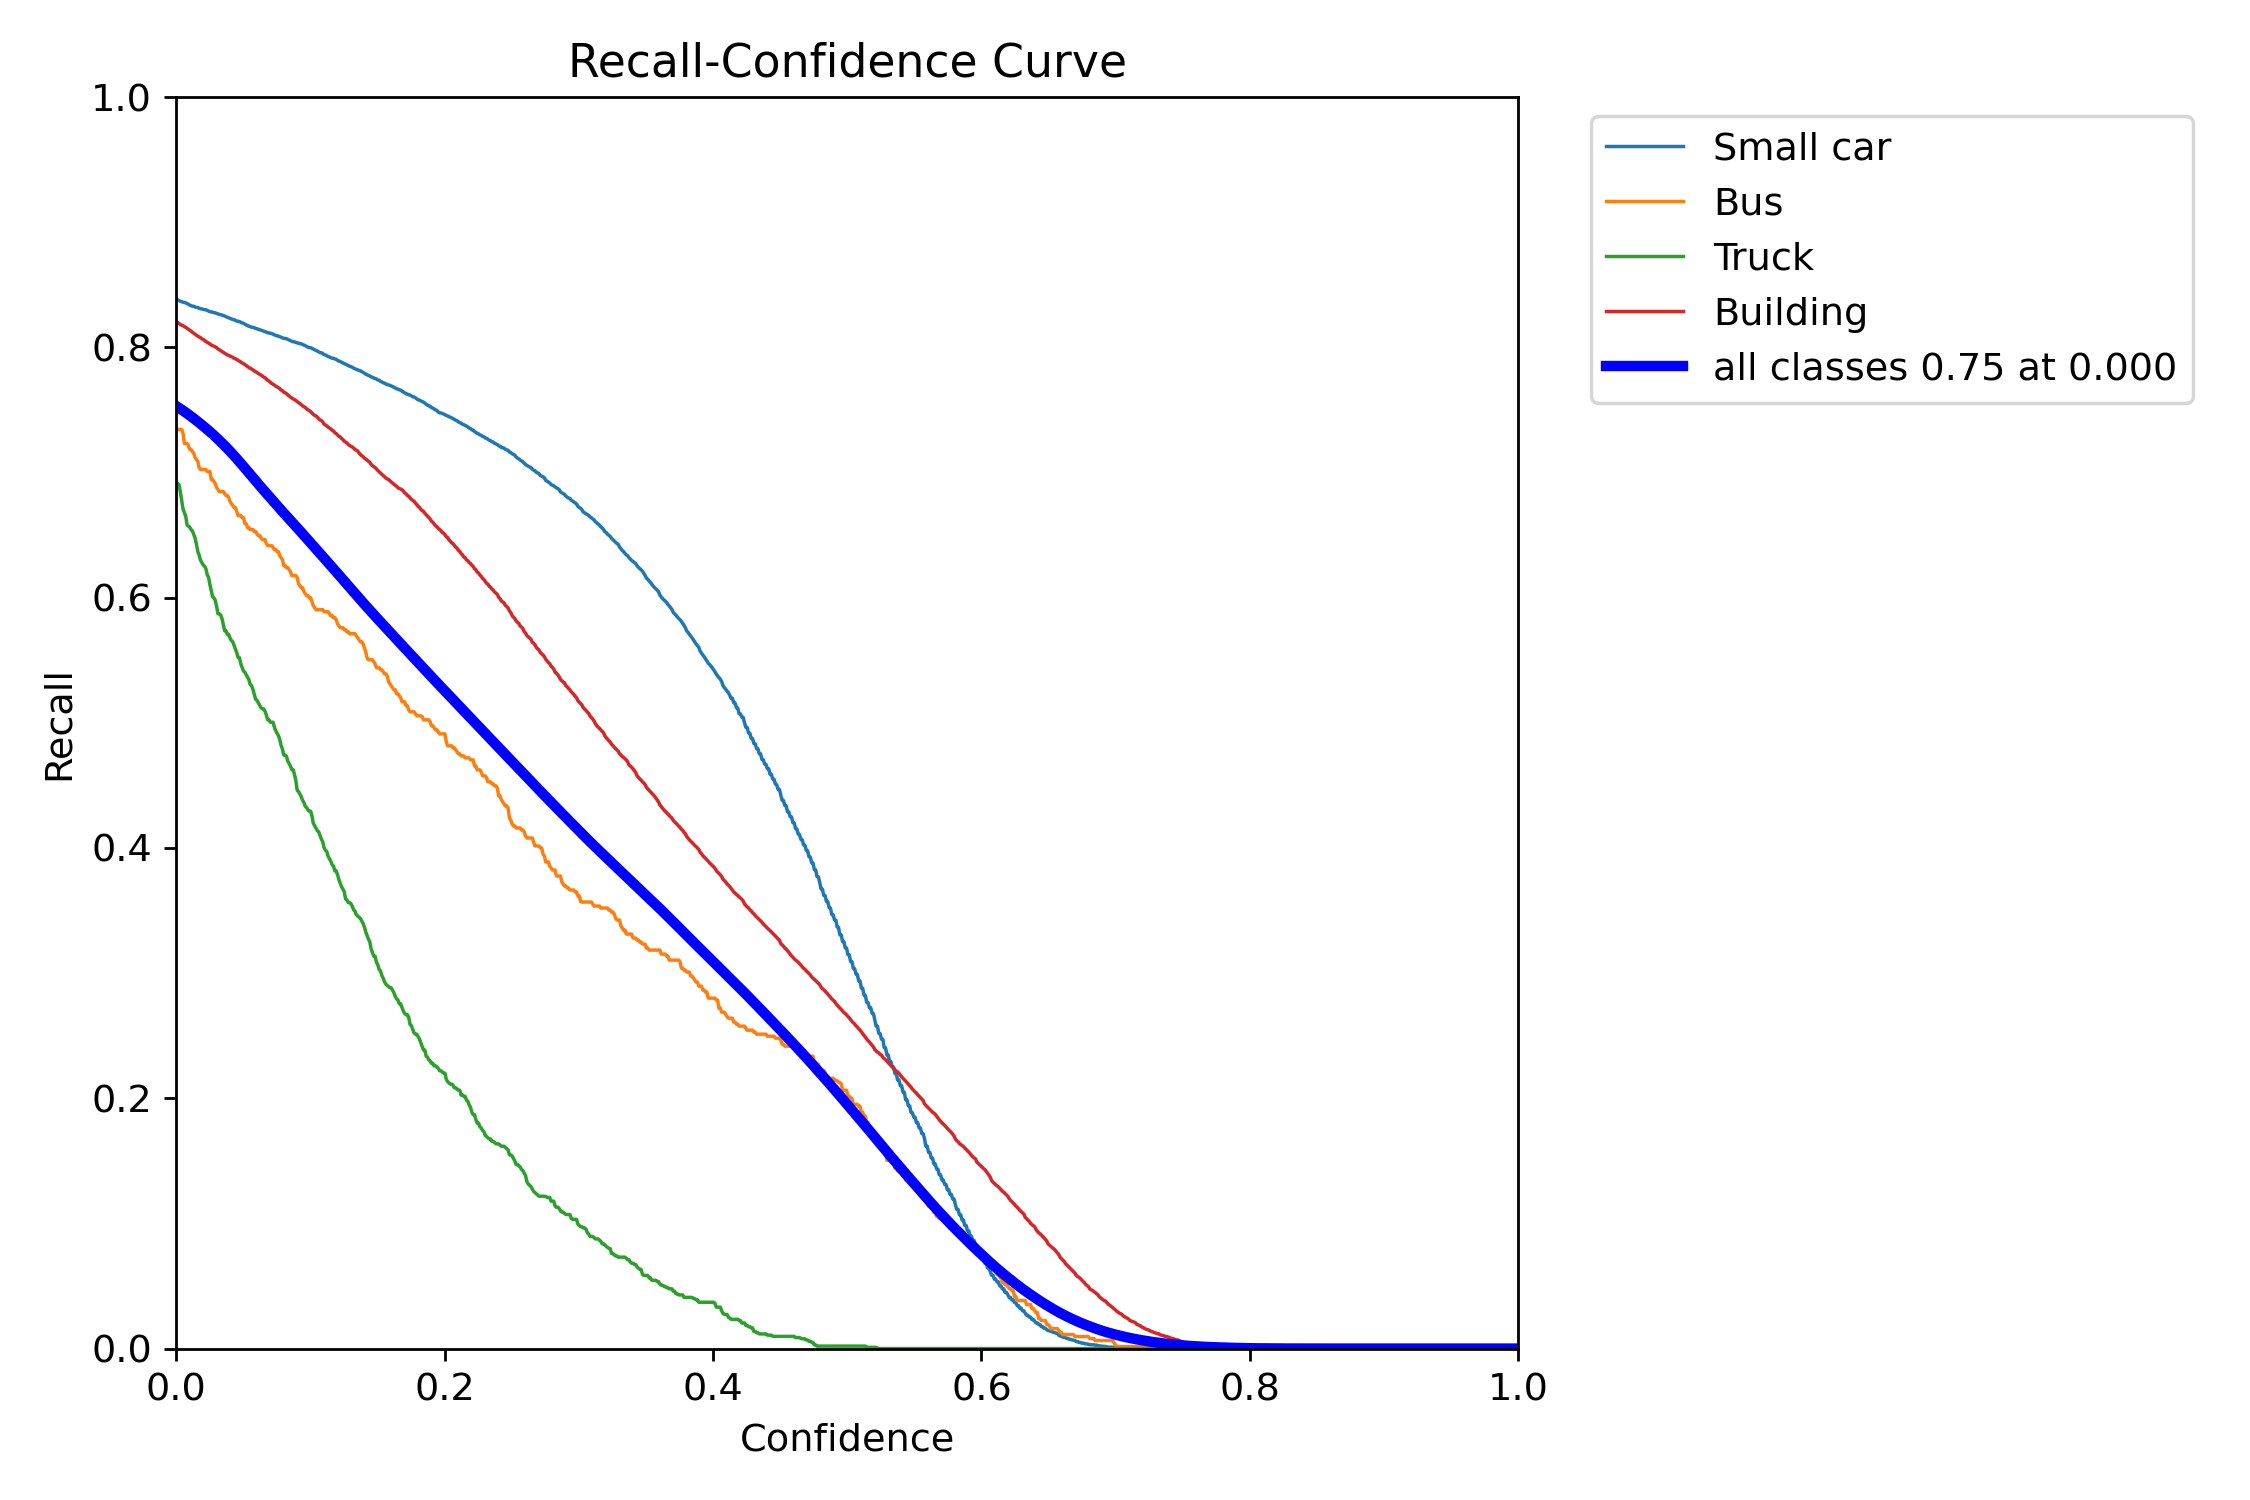 Recall-Confidence Curve
1.0
0.8
0.6
0.4
0.2
0.0
Recall
0.0 0.2 0.4 0.6 0.8 1.0
Confidence
Small car
Bus
Truck
Building
all classes 0.75 at 0.000